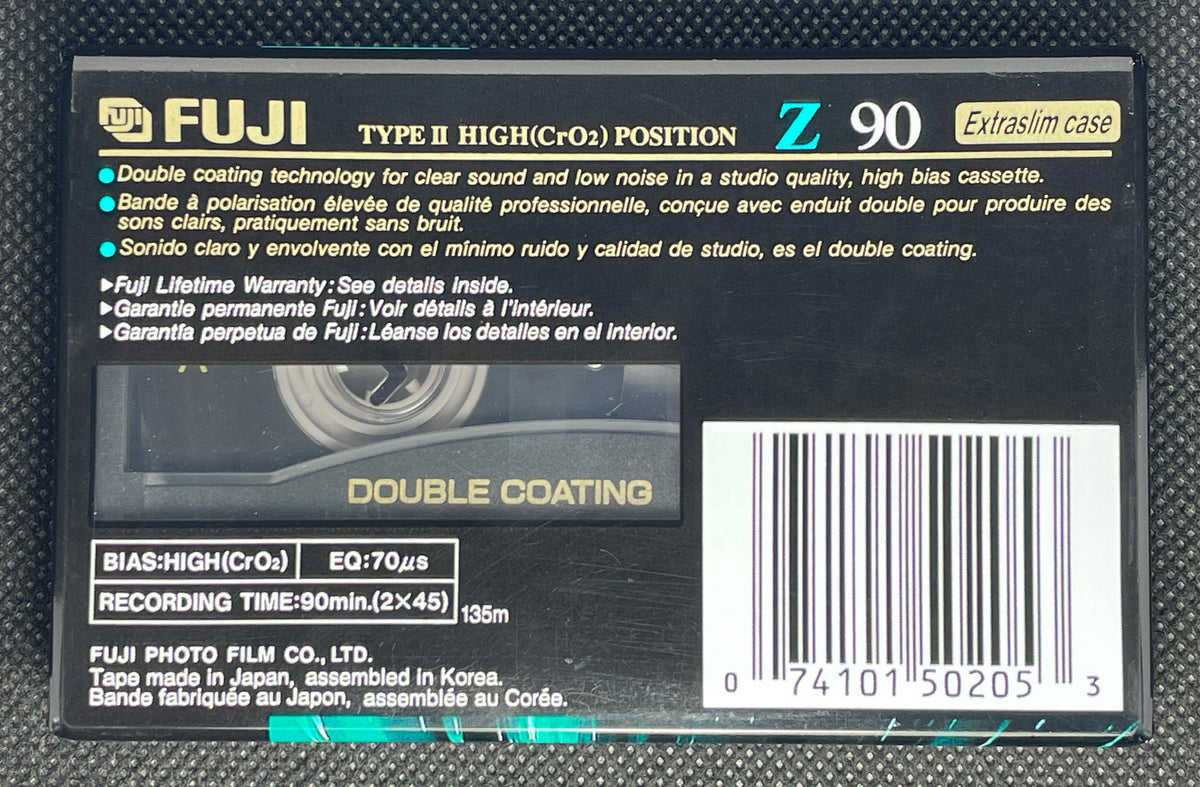 FUJI FUJI TYPE II HIGH(CrO₂) POSITION Z 90 Extraslim case
●Double coating technology for clear sound and low noise in a studio quality, high bias cassette.
●Bande à polarisation élevée de qualité professionnelle, conçue avec enduit double pour produire des
sons clairs, pratiquement sans bruit.
●Sonido claro y envolvente con el mínimo ruido y calidad de studio, es el double coating.
▶Fuji Lifetime Warranty:See details inside.
▶Garantie permanente Fuji:Voir détails à l'intérieur.
▶Garantía perpetua de Fuji:Léanse los detalles en el interior.
DOUBLE COATING
BIAS:HIGH(CrO₂) EQ:70μs
RECORDING TIME:90min.(2×45) 135m
FUJI PHOTO FILM CO.,LTD.
Tape made in Japan, assembled in Korea.
Bande fabriquée au Japon, assemblée au Corée.
0 74101 50205 3